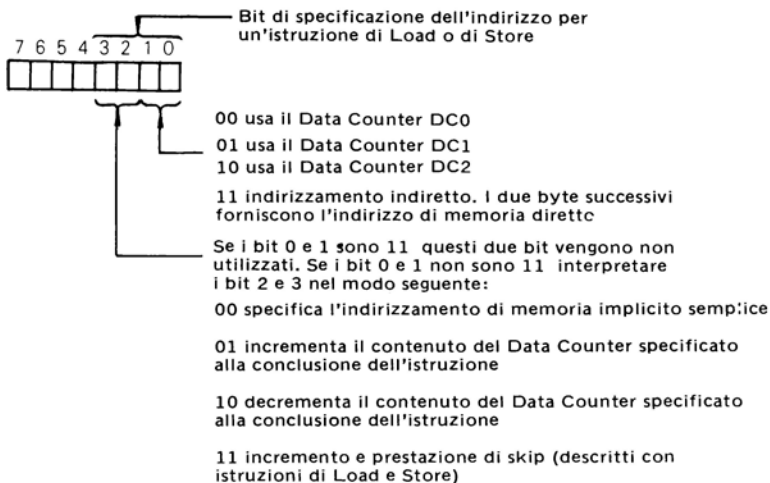 Bit di specificazione dell'indirizzo per
un'istruzione di Load o di Store
7 6 5 4 3 2 1 0
00 usa il Data Counter DC0
01 usa il Data Counter DC1
10 usa il Data Counter DC2
11 indirizzamento indiretto. I due byte successivi
forniscono l'indirizzo di memoria diretto
Se i bit 0 e 1 sono 11 questi due bit vengono non
utilizzati. Se i bit 0 e 1 non sono 11 interpretare
i bit 2 e 3 nel modo seguente:
00 specifica l'indirizzamento di memoria implicito semplice
01 incrementa il contenuto del Data Counter specificato
alla conclusione dell'istruzione
10 decrementa il contenuto del Data Counter specificato
alla conclusione dell'istruzione
11 incremento e prestazione di skip (descritti con
istruzioni di Load e Store)